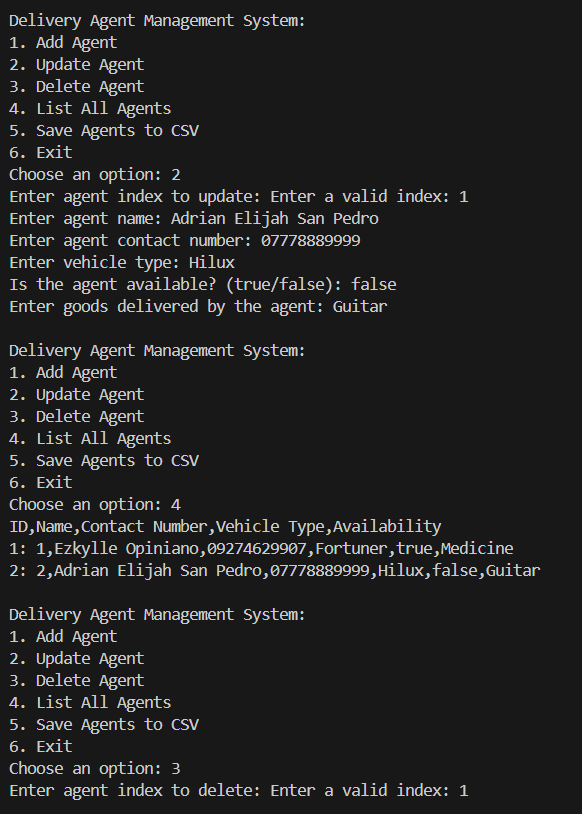 Delivery Agent Management System:
1. Add Agent
2. Update Agent
3. Delete Agent
4. List All Agents
5. Save Agents to CSV
6. Exit
Choose an option: 2
Enter agent index to update: Enter a valid index: 1
Enter agent name: Adrian Elijah San Pedro
Enter agent contact number: 07778889999
Enter vehicle type: Hilux
Is the agent available? (true/false): false
Enter goods delivered by the agent: Guitar

Delivery Agent Management System:
1. Add Agent
2. Update Agent
3. Delete Agent
4. List All Agents
5. Save Agents to CSV
6. Exit
Choose an option: 4
ID,Name,Contact Number,Vehicle Type,Availability
1: 1,Ezkylle Opiniano,09274629907,Fortuner,true,Medicine
2: 2,Adrian Elijah San Pedro,07778889999,Hilux,false,Guitar

Delivery Agent Management System:
1. Add Agent
2. Update Agent
3. Delete Agent
4. List All Agents
5. Save Agents to CSV
6. Exit
Choose an option: 3
Enter agent index to delete: Enter a valid index: 1